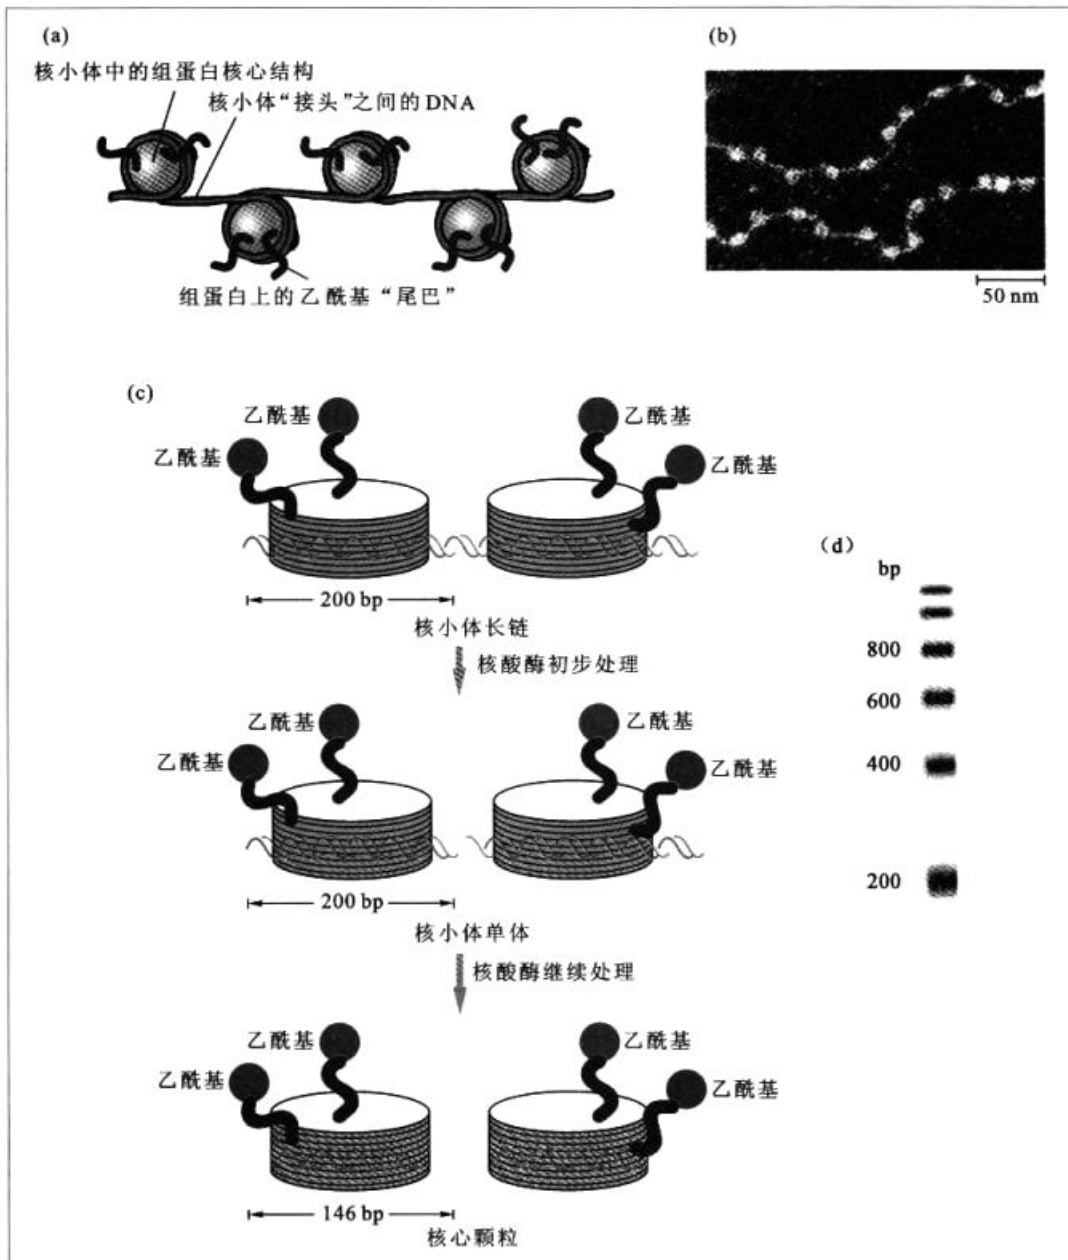 (a)
核小体中的组蛋白核心结构
核小体“接头”之间的DNA
组蛋白上的乙酰基“尾巴”
(b)
50 nm
(c)
乙酰基
乙酰基
乙酰基
乙酰基
200 bp
核小体长链
核酸酶初步处理
乙酰基
乙酰基
乙酰基
乙酰基
200 bp
核小体单体
核酸酶继续处理
乙酰基
乙酰基
乙酰基
乙酰基
146 bp
核心颗粒
(d)
bp
800
600
400
200